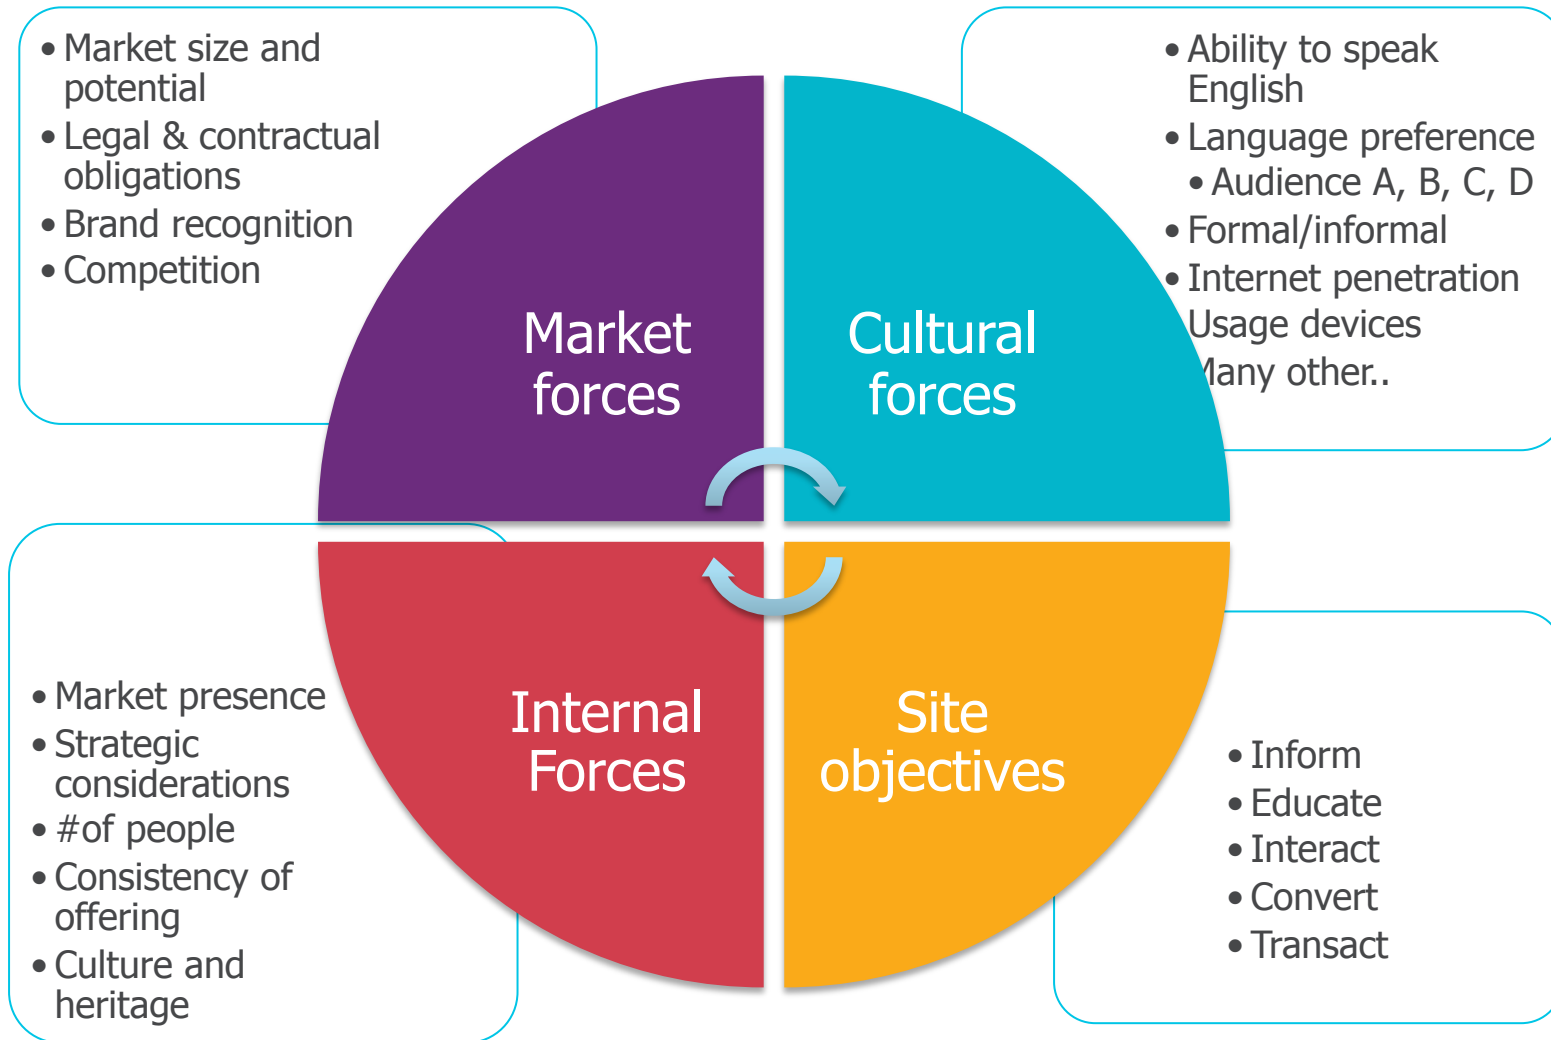 • Market size and
potential
• Legal & contractual
obligations
• Brand recognition
• Competition
• Ability to speak
English
• Language preference
• Audience A, B, C, D
• Formal/informal
• Internet penetration
Usage devices
Many other..
Market
forces
Cultural
forces
Internal
Forces
Site
objectives
• Market presence
• Strategic
considerations
• #of people
• Consistency of
offering
• Culture and
heritage
• Inform
• Educate
• Interact
• Convert
• Transact